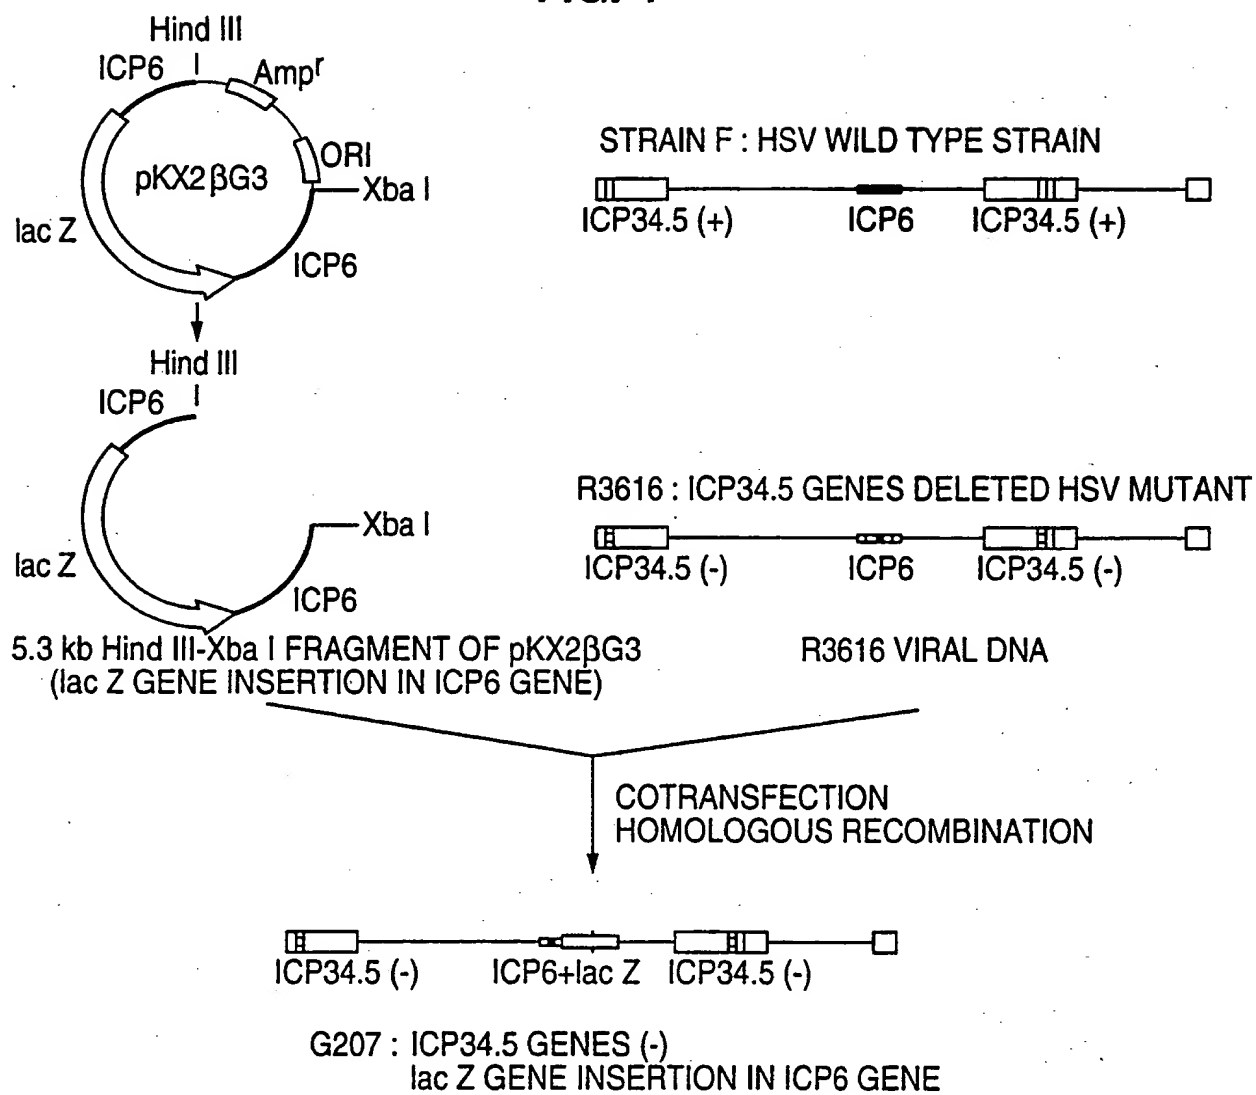 Hind III
ICP6
Ampr
ORI
pKX2βG3
Xba I
lac Z
ICP6
STRAIN F : HSV WILD TYPE STRAIN
ICP34.5 (+)
ICP6
ICP34.5 (+)
Hind III
ICP6
Xba I
lac Z
ICP6
5.3 kb Hind III-Xba I FRAGMENT OF pKX2βG3
(lac Z GENE INSERTION IN ICP6 GENE)
R3616 : ICP34.5 GENES DELETED HSV MUTANT
ICP34.5 (-)
ICP6
ICP34.5 (-)
R3616 VIRAL DNA
COTRANSFECTION
HOMOLOGOUS RECOMBINATION
ICP34.5 (-)
ICP6+lac Z
ICP34.5 (-)
G207 : ICP34.5 GENES (-)
lac Z GENE INSERTION IN ICP6 GENE